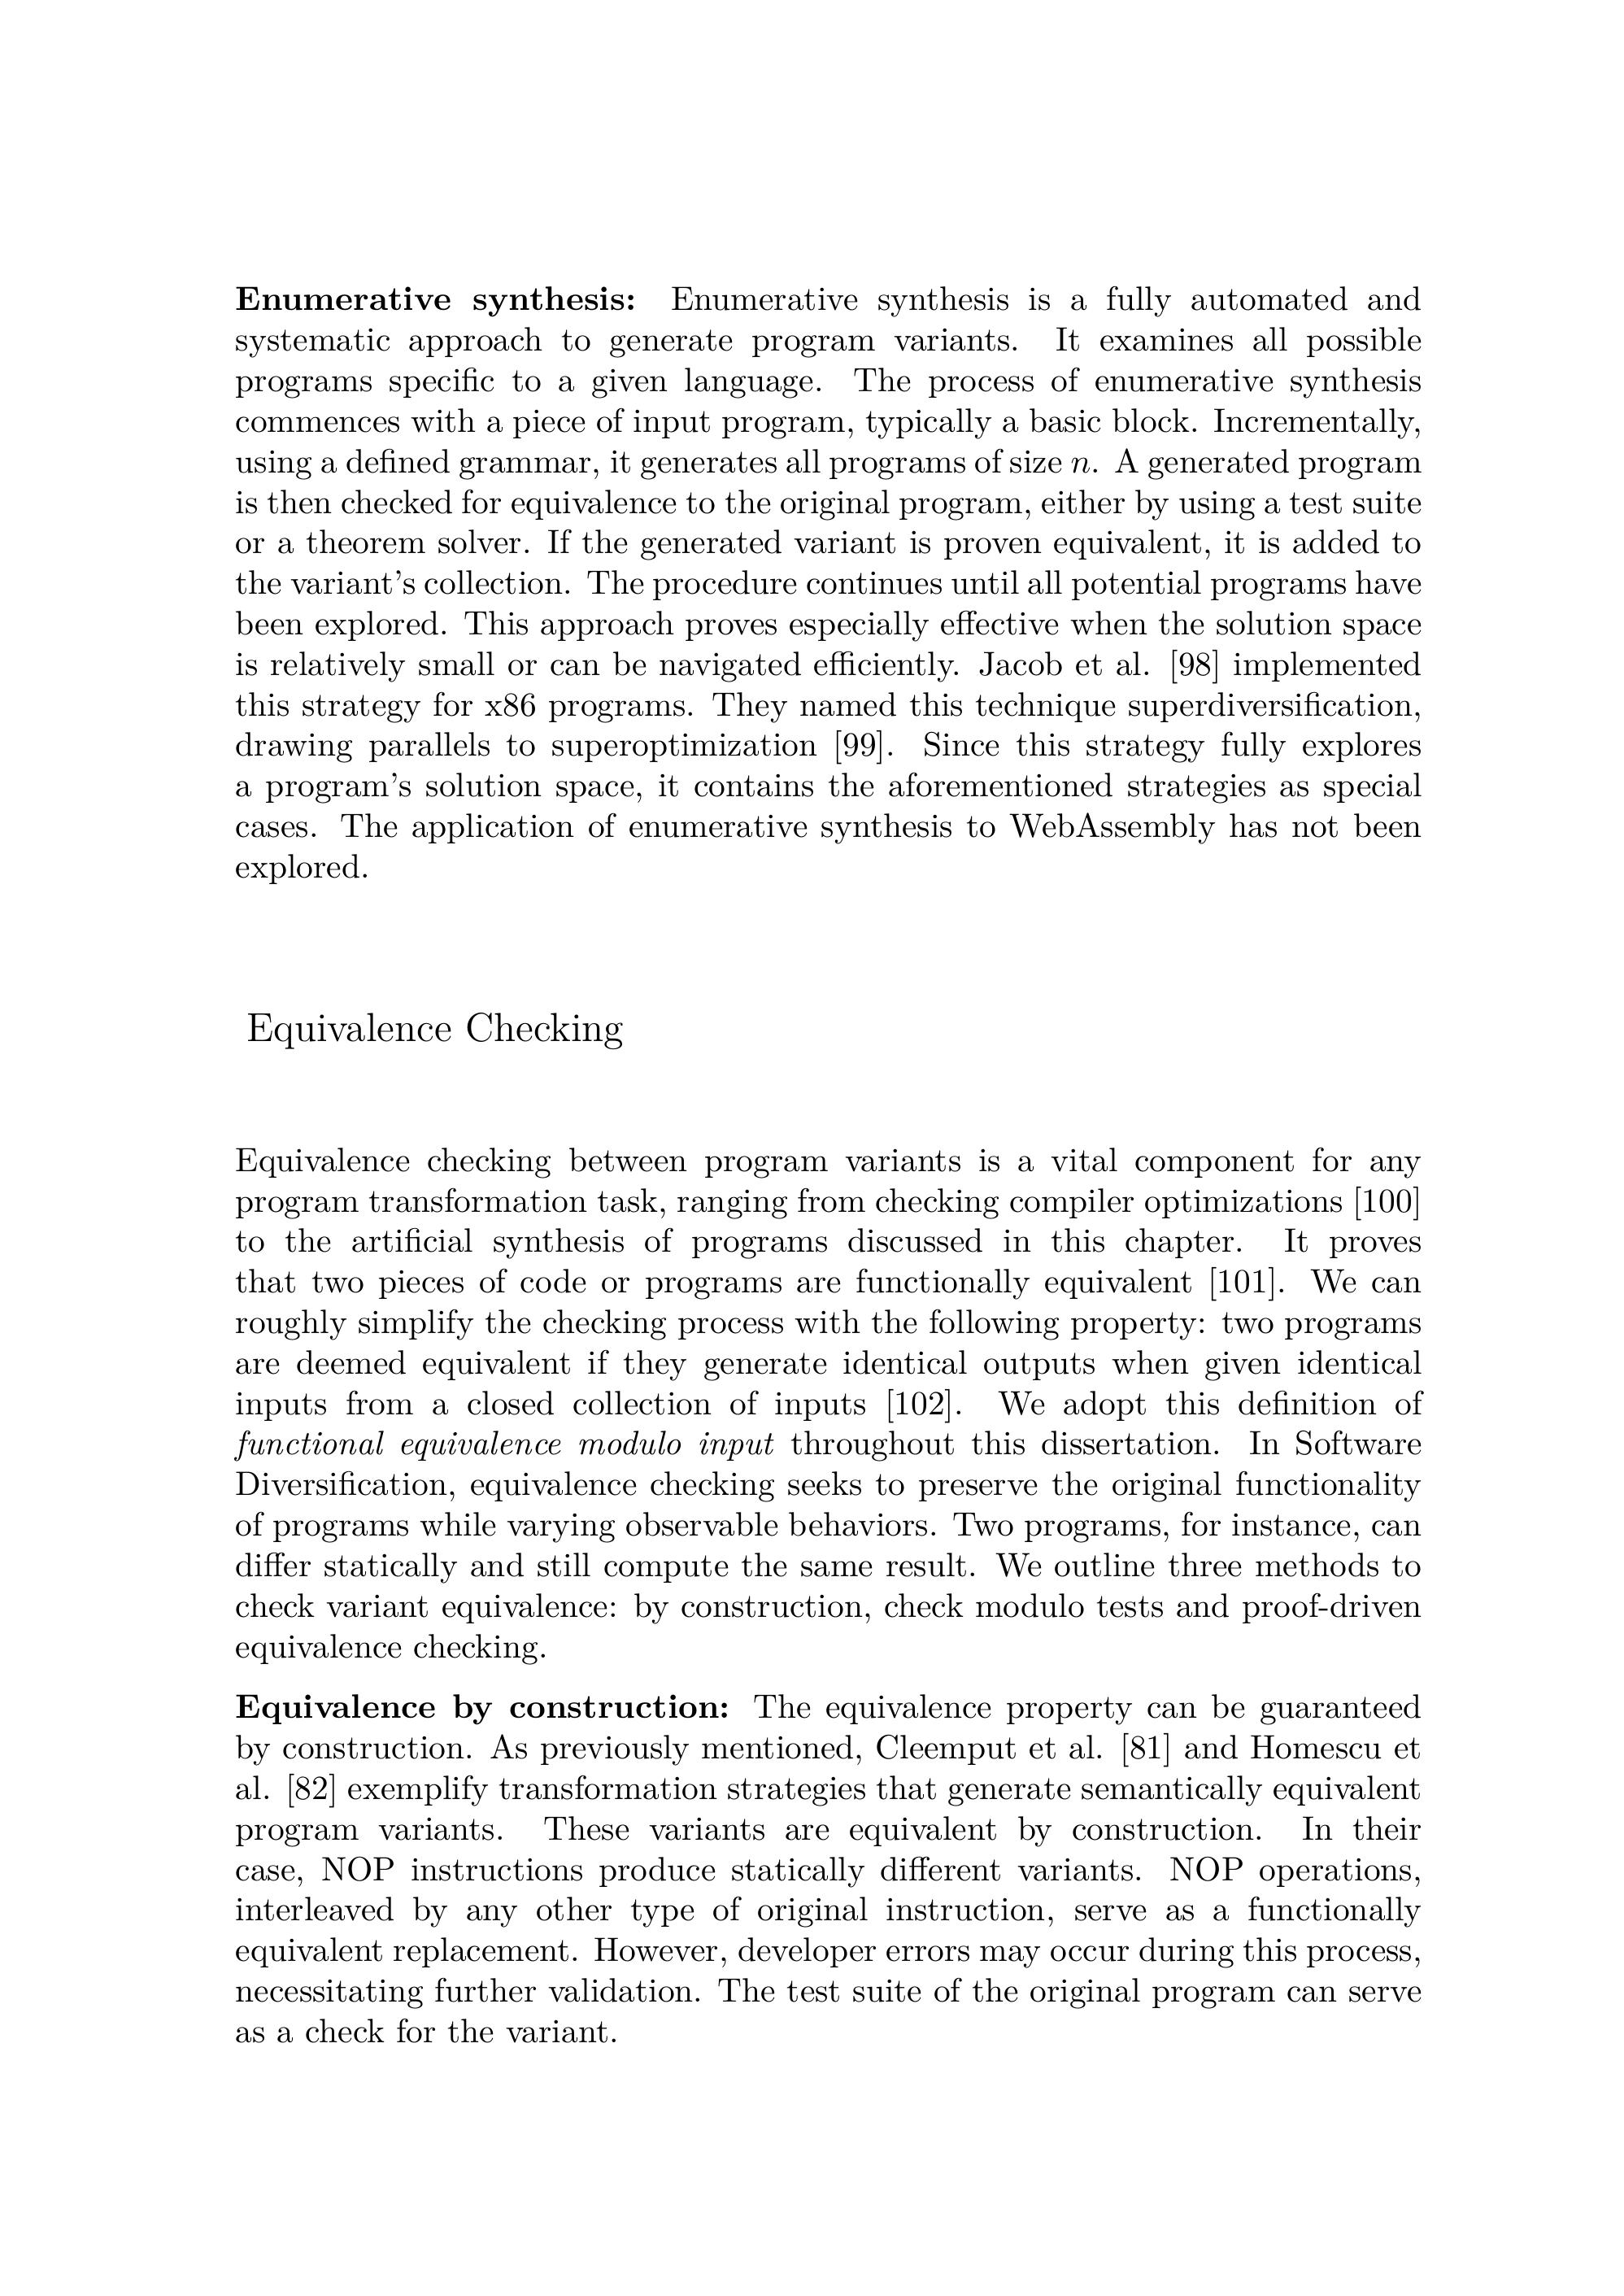 Enumerative synthesis: Enumerative synthesis is a fully automated and
systematic approach to generate program variants. It examines all possible
programs specific to a given language. The process of enumerative synthesis
commences with a piece of input program, typically a basic block. Incrementally,
using a defined grammar, it generates all programs of size n. A generated program
is then checked for equivalence to the original program, either by using a test suite
or a theorem solver. If the generated variant is proven equivalent, it is added to
the variant's collection. The procedure continues until all potential programs have
been explored. This approach proves especially effective when the solution space
is relatively small or can be navigated efficiently. Jacob et al. [98] implemented
this strategy for x86 programs. They named this technique superdiversification,
drawing parallels to superoptimization [99]. Since this strategy fully explores
a program's solution space, it contains the aforementioned strategies as special
cases. The application of enumerative synthesis to WebAssembly has not been
explored.
Equivalence Checking
Equivalence checking between program variants is a vital component for any
program transformation task, ranging from checking compiler optimizations [100]
to the artificial synthesis of programs discussed in this chapter. It proves
that two pieces of code or programs are functionally equivalent [101]. We can
roughly simplify the checking process with the following property: two programs
are deemed equivalent if they generate identical outputs when given identical
inputs from a closed collection of inputs [102]. We adopt this definition of
functional equivalence modulo input throughout this dissertation. In Software
Diversification, equivalence checking seeks to preserve the original functionality
of programs while varying observable behaviors. Two programs, for instance, can
differ statically and still compute the same result. We outline three methods to
check variant equivalence: by construction, check modulo tests and proof-driven
equivalence checking.
Equivalence by construction: The equivalence property can be guaranteed
by construction. As previously mentioned, Cleemput et al. [81] and Homescu et
al. [82] exemplify transformation strategies that generate semantically equivalent
program variants. These variants are equivalent by construction. In their
case, NOP instructions produce statically different variants. NOP operations,
interleaved by any other type of original instruction, serve as a functionally
equivalent replacement. However, developer errors may occur during this process,
necessitating further validation. The test suite of the original program can serve
as a check for the variant.